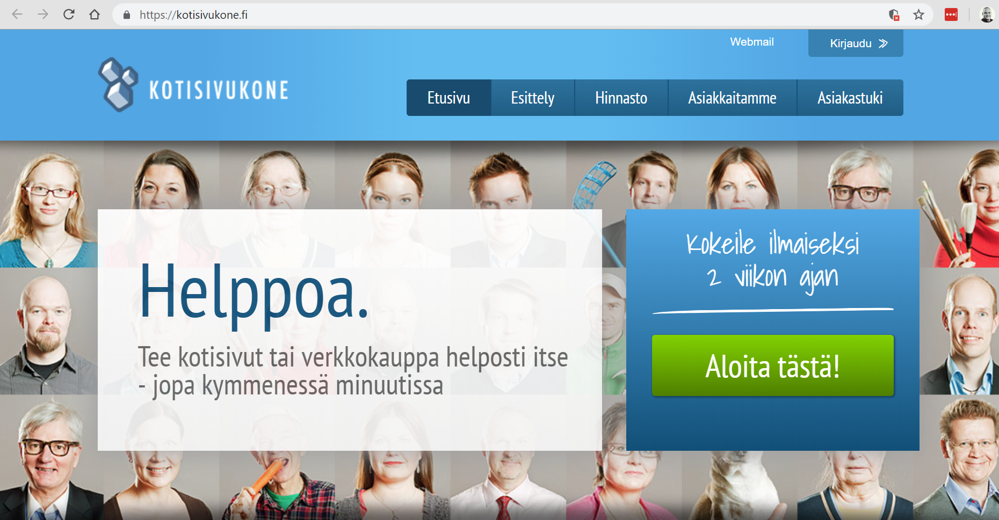 https://kotisivukone.fi
Webmail
Kirjaudu
KOTISIVUKONE
Etusivu
Esittely
Hinnasto
Asiakkaitamme
Asiakastuki
Helppoa.
Tee kotisivut tai verkkokauppa helposti itse
- jopa kymmenessä minuutissa
Kokeile ilmaiseksi
2 viikon ajan
Aloita tästä!